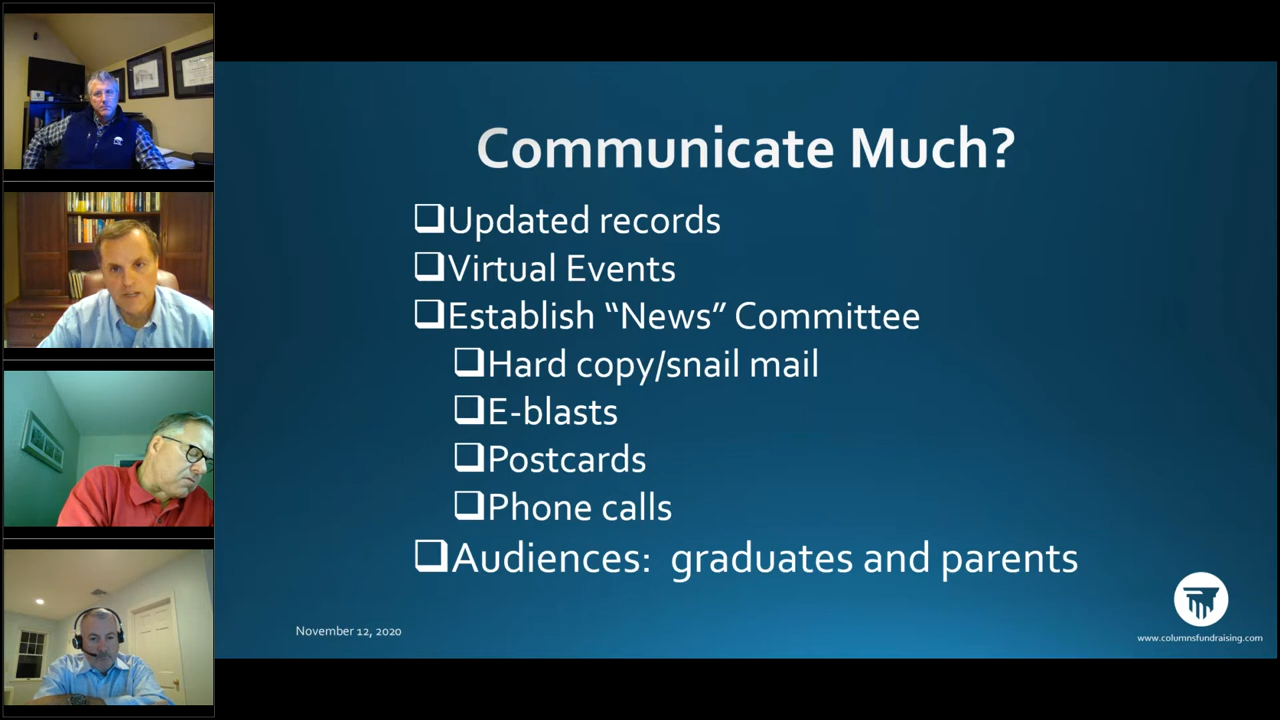 Communicate Much?
❑Updated records
❑Virtual Events
❑Establish “News” Committee
❑Hard copy/snail mail
❑E-blasts
❑Postcards
❑Phone calls
❑Audiences:  graduates and parents
November 12, 2020
www.columnsfundraising.com